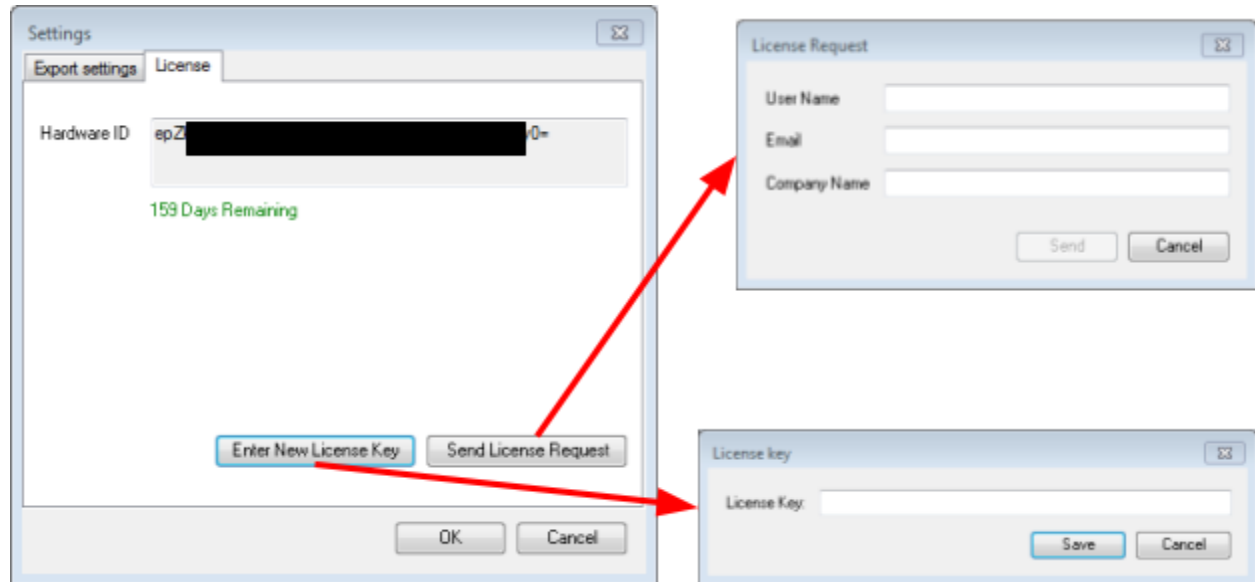 Settings
Export settings License
Hardware ID epZ y0=
159 Days Remaining
Enter New License Key Send License Request
OK Cancel
License Request
User Name
Email
Company Name
Send Cancel
License key
License Key:
Save Cancel